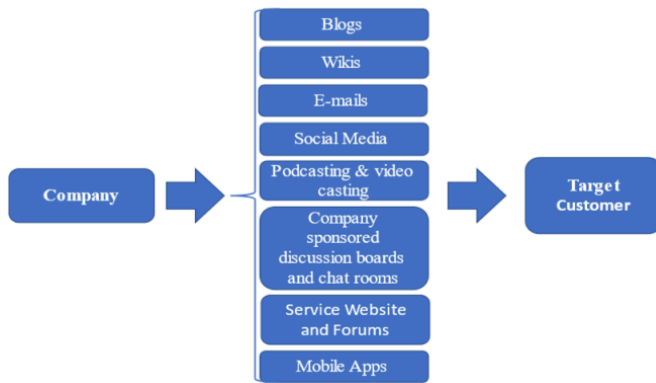 Blogs
Wikis
E-mails
Social Media
Podcasting & video
casting
Company
Company
sponsored
discussion boards
and chat rooms
Service Website
and Forums
Mobile Apps
Target
Customer